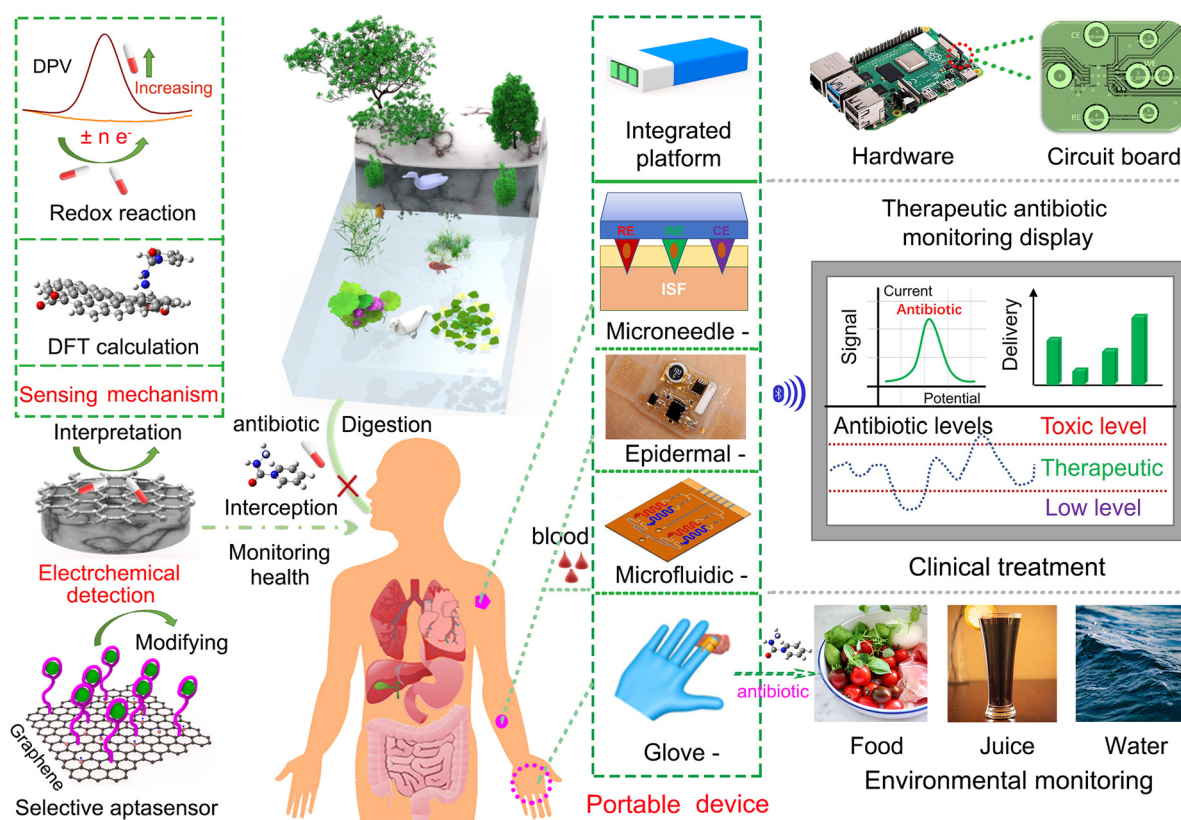 DPV
Increasing
± n e-
Redox reaction
DFT calculation
Sensing mechanism
Interpretation
Electrchemical
detection
Modifying
Graphene
Selective aptasensor
antibiotic
Digestion
Interception
Monitoring
health
blood
Integrated
platform
RE WE CE
ISF
Microneedle -
Epidermal -
Microfluidic -
Glove -
Portable device
Hardware
Circuit board
CE
RE
Therapeutic antibiotic
monitoring display
Current
Antibiotic
Signal
Potential
Delivery
Antibiotic levels
Toxic level
Therapeutic
Low level
Clinical treatment
antibiotic
Food
Juice
Water
Environmental monitoring